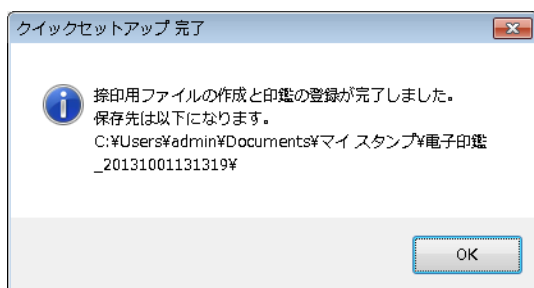 クイックセットアップ 完了
捺印用ファイルの作成と印鑑の登録が完了しました。
保存先は以下になります。
C:¥Users¥admin¥Documents¥マイ スタンプ¥電子印鑑
_20131001131319¥
OK